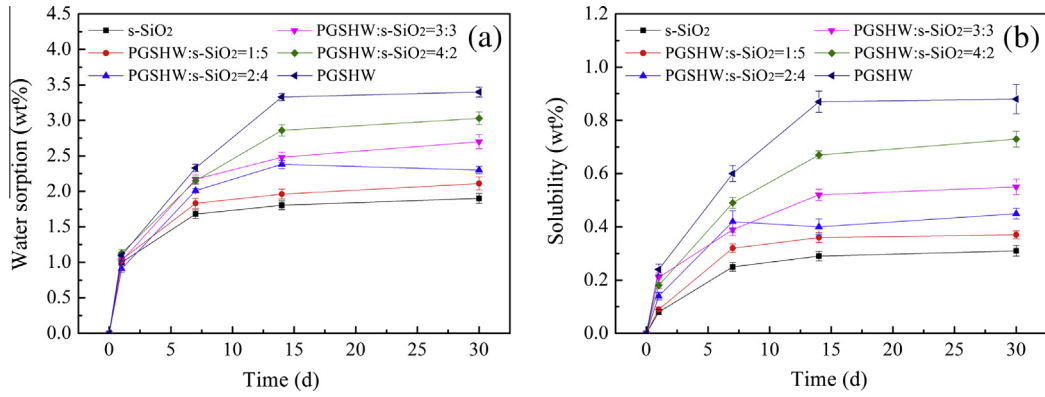 (a)
s-SiO2
PGSHW:s-SiO2=1:5
PGSHW:s-SiO2=2:4
PGSHW:s-SiO2=3:3
PGSHW:s-SiO2=4:2
PGSHW
Water sorption (wt%)
4.5
4.0
3.5
3.0
2.5
2.0
1.5
1.0
0.5
0.0
0 5 10 15 20 25 30
Time (d)
(b)
s-SiO2
PGSHW:s-SiO2=1:5
PGSHW:s-SiO2=2:4
PGSHW:s-SiO2=3:3
PGSHW:s-SiO2=4:2
PGSHW
Solubility (wt%)
1.2
1.0
0.8
0.6
0.4
0.2
0.0
0 5 10 15 20 25 30
Time (d)